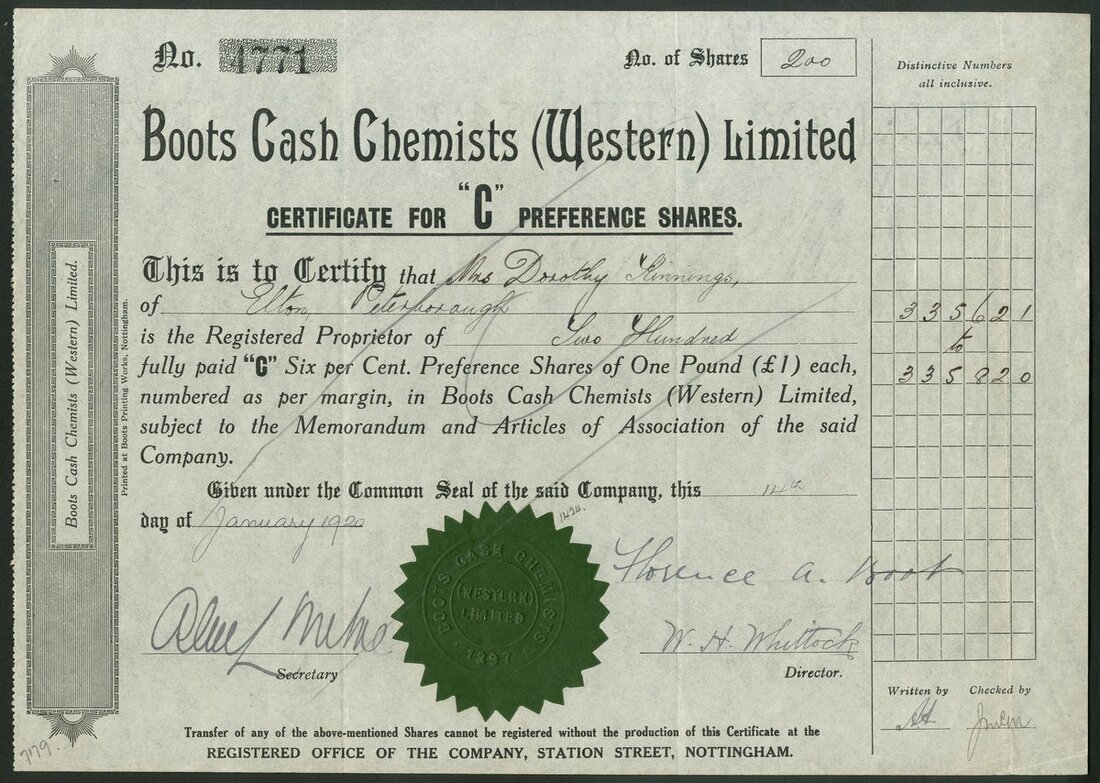 No. 4771
No. of Shares 200
Distinctive Numbers
all inclusive.
Boots Cash Chemists (Western) Limited
CERTIFICATE FOR "C" PREFERENCE SHARES.
This is to Certify that Mrs Dorothy Kinnings,
of Elton, Peterborough
is the Registered Proprietor of Two Hundred
fully paid "C" Six per Cent. Preference Shares of One Pound (£1) each,
numbered as per margin, in Boots Cash Chemists (Western) Limited,
subject to the Memorandum and Articles of Association of the said
Company.
Given under the Common Seal of the said Company, this 14th
day of January 1920
335621
to
335820
1424.
Florence A. Boot
W. H. Whittock
Secretary
Director.
BOOTS CASH CHEMISTS
(WESTERN)
LIMITED
1897
Written by
Checked by
Transfer of any of the above-mentioned Shares cannot be registered without the production of this Certificate at the
REGISTERED OFFICE OF THE COMPANY, STATION STREET, NOTTINGHAM.
Boots Cash Chemists (Western) Limited.
Printed at Boots Printing Works, Nottingham.